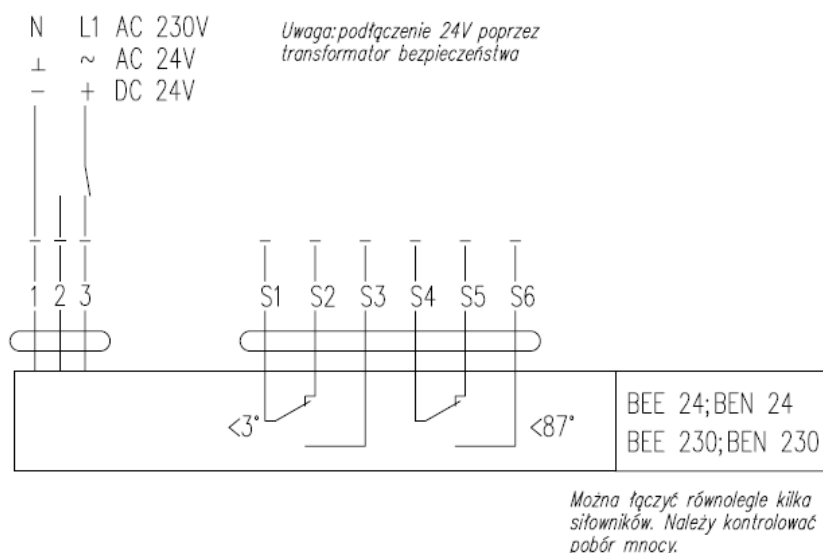 N L1 AC 230V
⊥ ~ AC 24V
− + DC 24V
Uwaga: podłączenie 24V poprzez
transformator bezpieczeństwa
1 2 3 S1 S2 S3 S4 S5 S6
<3° <87°
BEE 24;BEN 24
BEE 230;BEN 230
Można łączyć równolegle kilka
siłowników. Należy kontrolować
pobór mnocy.